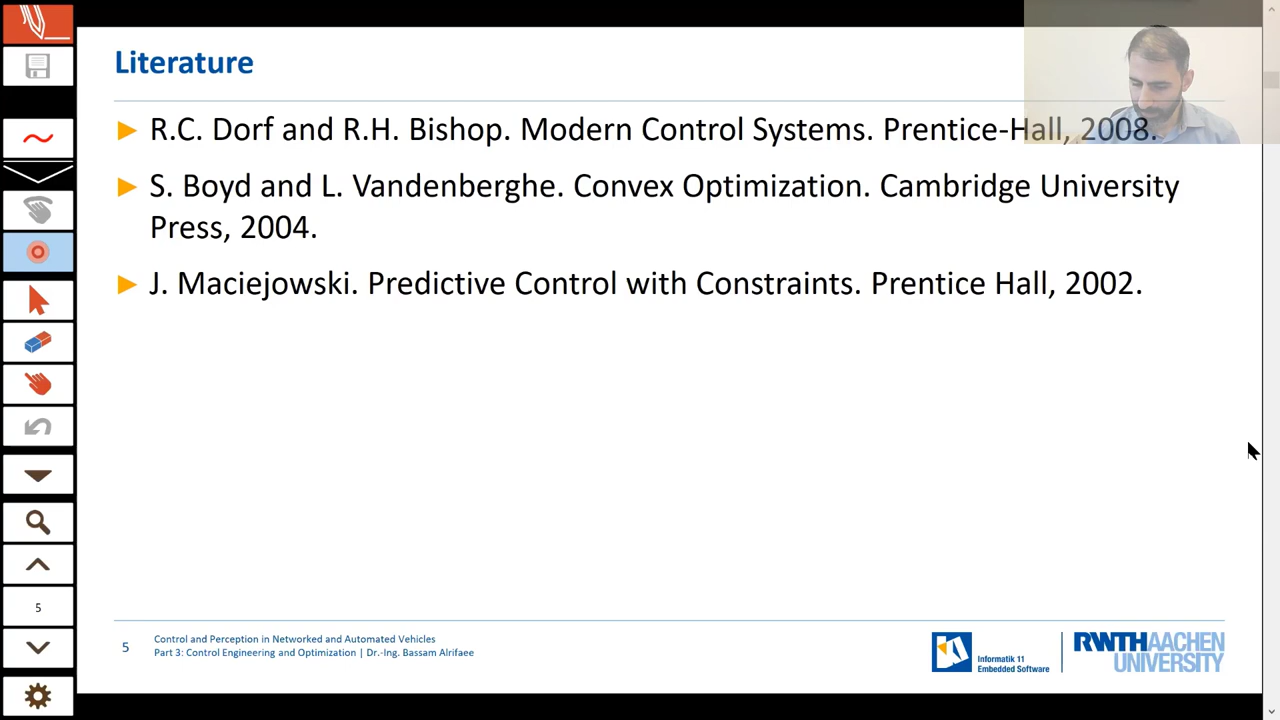 Literature
► R.C. Dorf and R.H. Bishop. Modern Control Systems. Prentice-Hall, 2008.
► S. Boyd and L. Vandenberghe. Convex Optimization. Cambridge University
Press, 2004.
► J. Maciejowski. Predictive Control with Constraints. Prentice Hall, 2002.
5
5
Control and Perception in Networked and Automated Vehicles
Part 3: Control Engineering and Optimization | Dr.-Ing. Bassam Alrifaee
Informatik 11
Embedded Software
RWTHAACHEN
UNIVERSITY